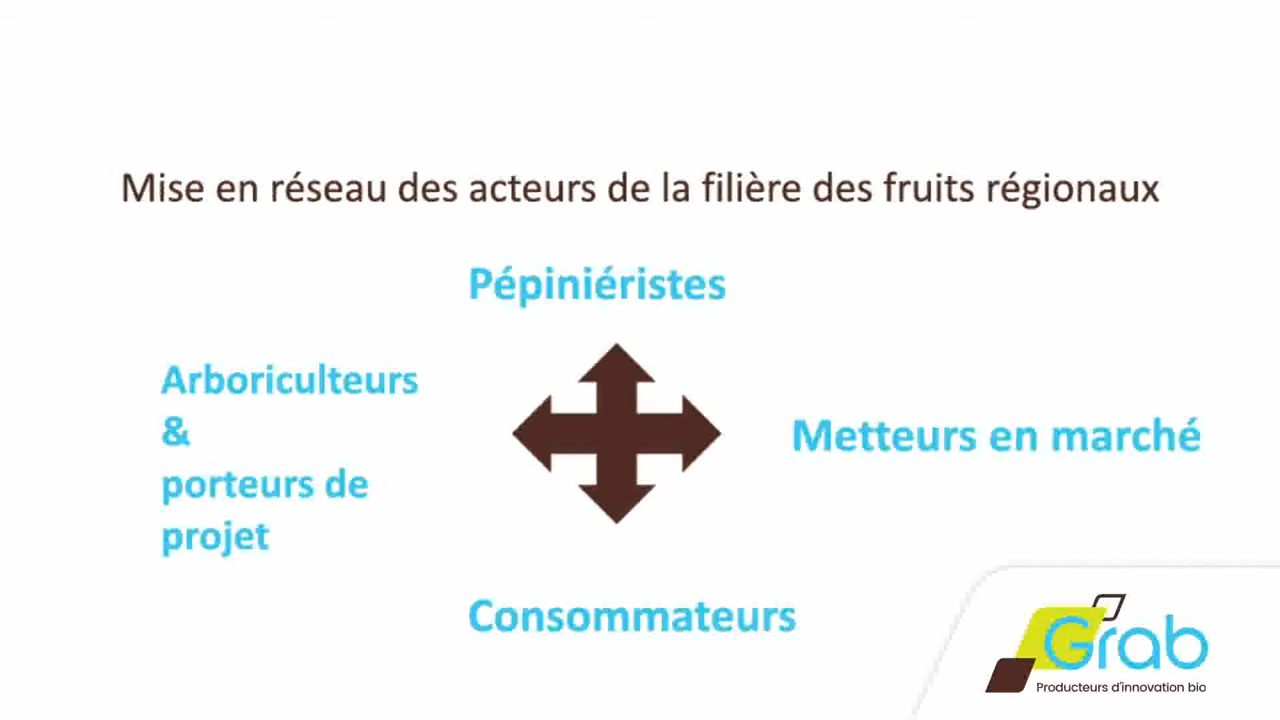 Mise en réseau des acteurs de la filière des fruits régionaux
Pépiniéristes
Arboriculteurs
&
porteurs de
projet
Metteurs en marché
Consommateurs
Grab
Producteurs d'innovation bio